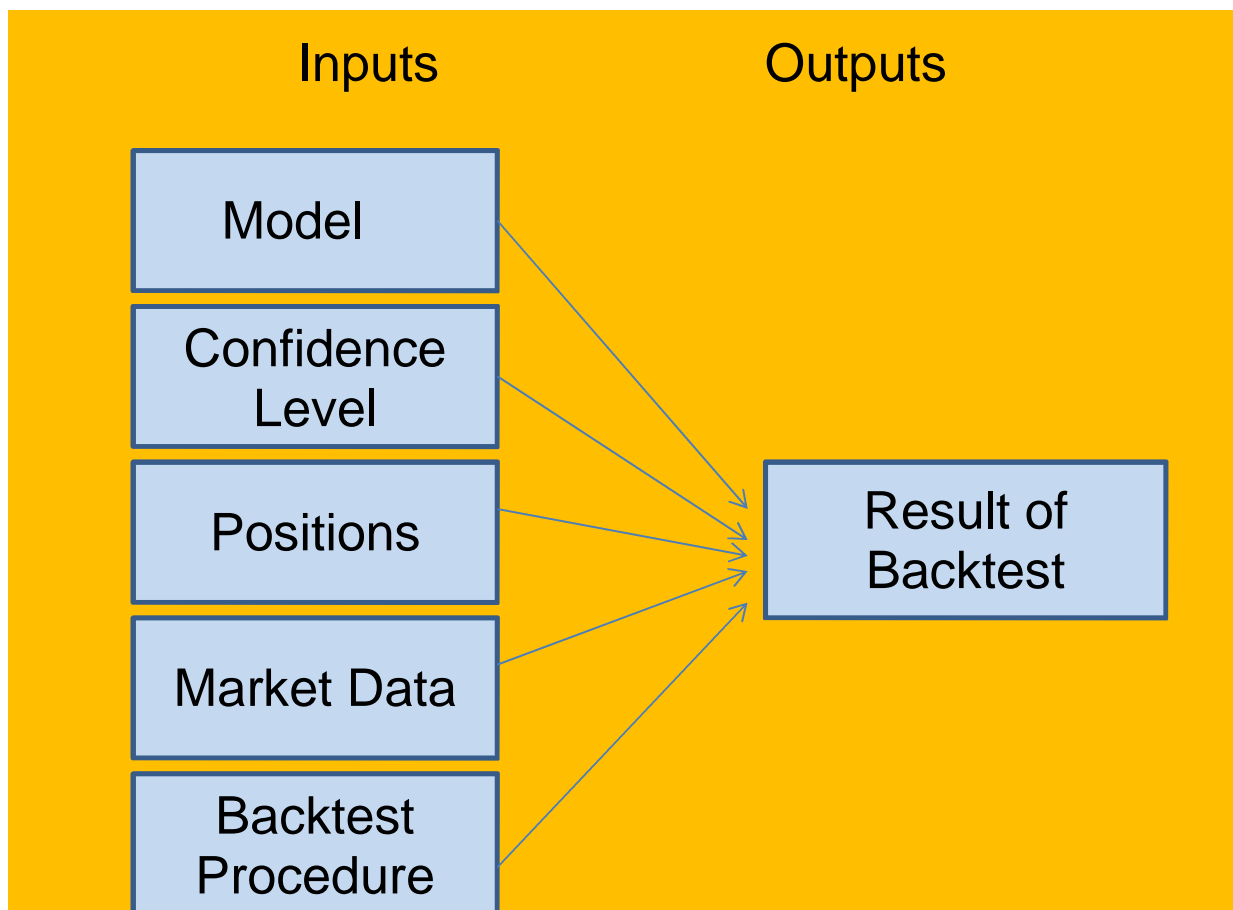 Inputs
Outputs
Model
Confidence
Level
Positions
Market Data
Backtest
Procedure
Result of
Backtest